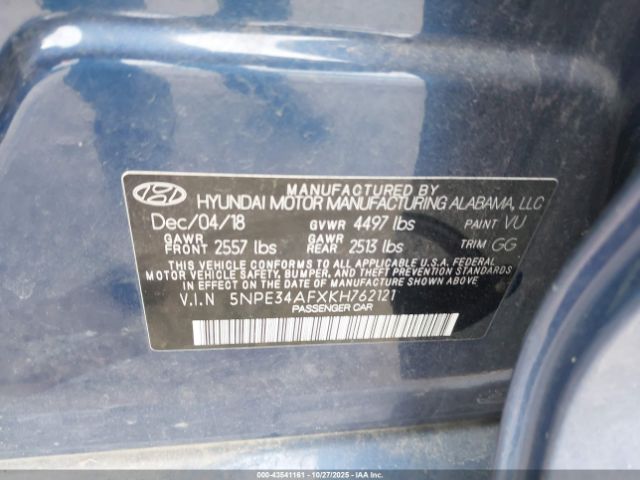 MANUFACTURED BY
HYUNDAI MOTOR MANUFACTURING ALABAMA, LLC
Dec/04/18 GVWR 4497 lbs PAINT VU
GAWR FRONT 2557 lbs GAWR REAR 2513 lbs TRIM GG
THIS VEHICLE CONFORMS TO ALL APPLICABLE U.S.A. FEDERAL
MOTOR VEHICLE SAFETY, BUMPER, AND THEFT PREVENTION STANDARDS
IN EFFECT ON THE DATE OF MANUFACTURE SHOWN ABOVE.
V.I.N 5NPE34AFXKH762121
PASSENGER CAR
000-43541161 - 10/27/2025 - DATE OF PHOTO